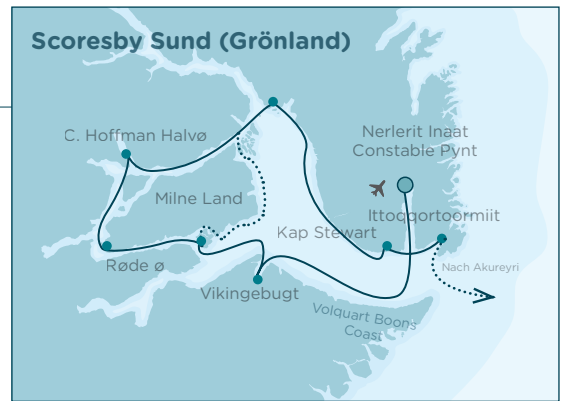 Scoresby Sund (Grönland)
C. Hoffman Halvø
Nerlerit Inaat
Constable Pynt
Milne Land
Ittoqqortoormiit
Kap Stewart
Røde ø
Nach Akureyri
Vikingebugt
Volquart Boons
Coast